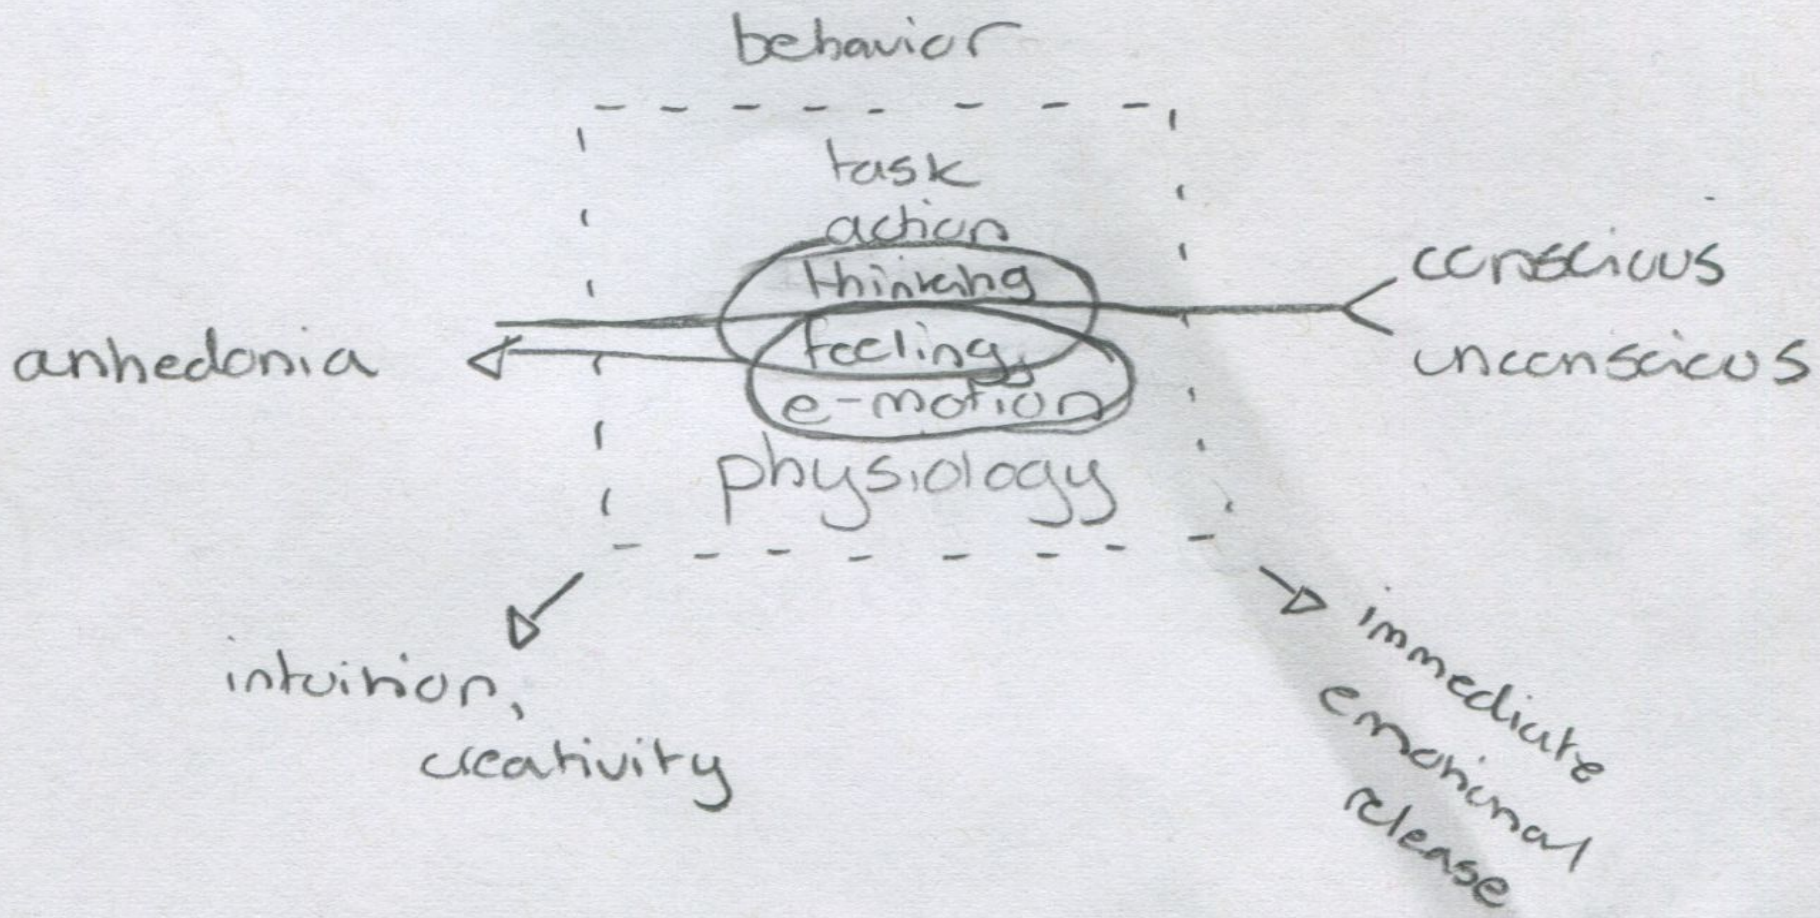 behavior
task
action
thinking
feeling
e-motion
physiology
conscious
unconscious
anhedonia
intuition,
creativity
immediate
emotional
release